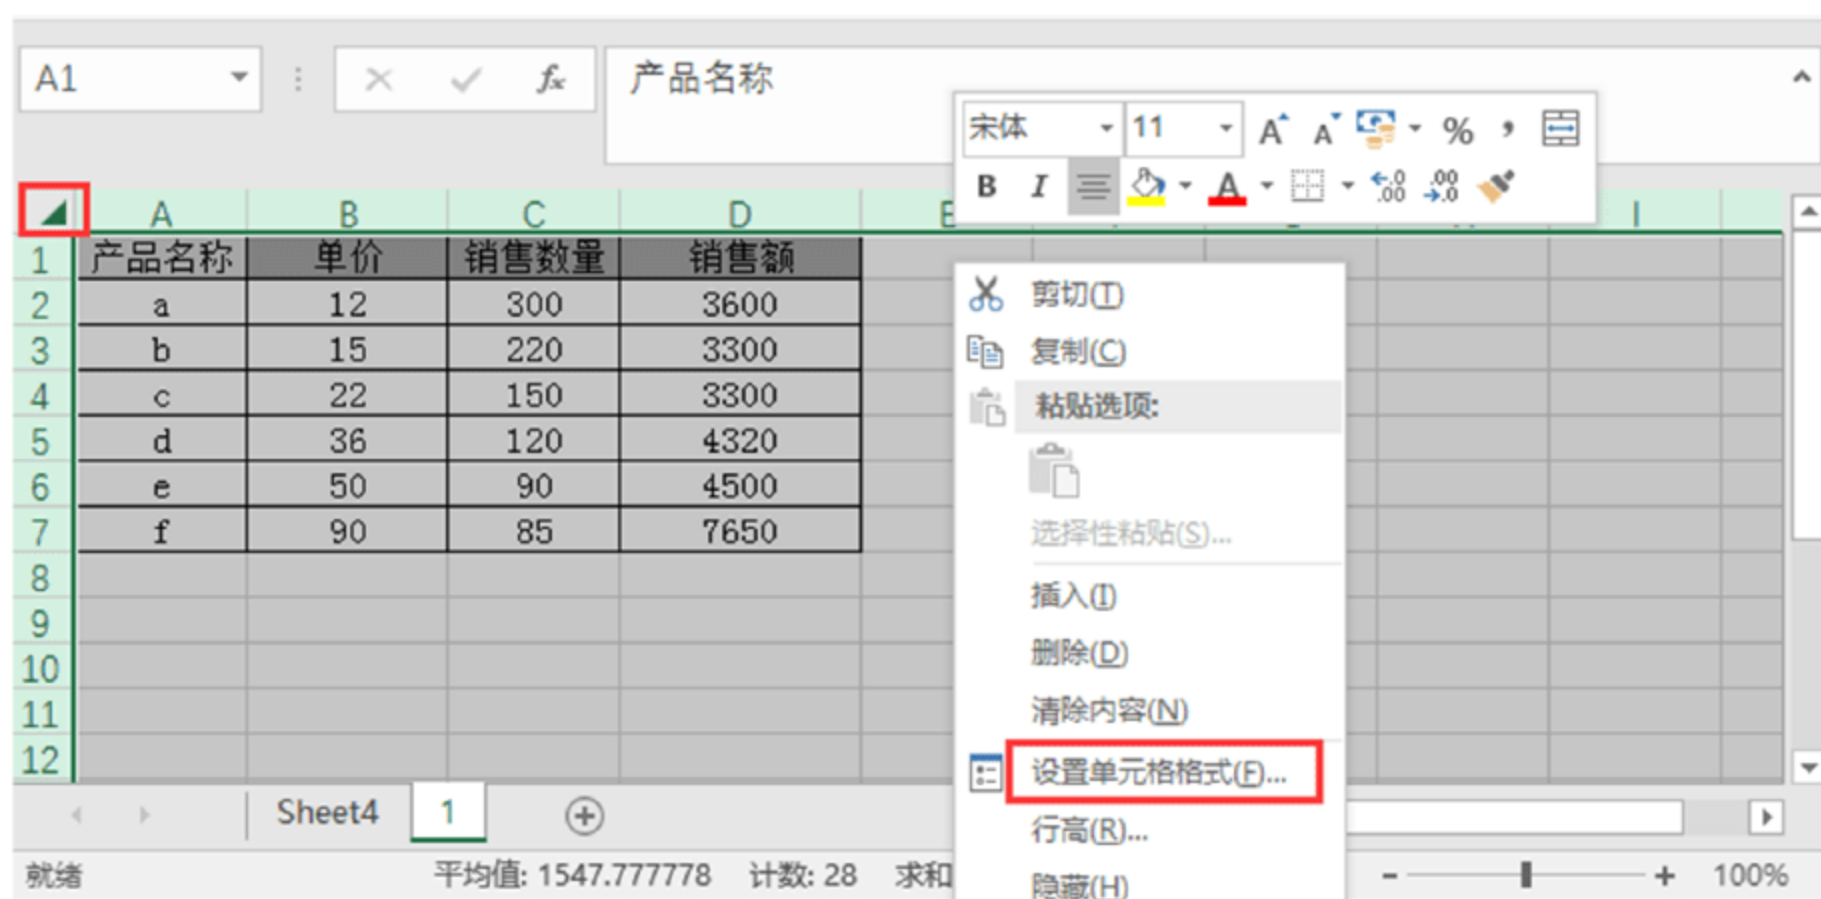 A1 fx 产品名称
宋体 11 A A % ,
B I A .0 .00 .00 .0
A B C D I
1 产品名称 单价 销售数量 销售额
2 a 12 300 3600
3 b 15 220 3300
4 c 22 150 3300
5 d 36 120 4320
6 e 50 90 4500
7 f 90 85 7650
8
9
10
11
12
剪切(T)
复制(C)
粘贴选项:
选择性粘贴(S)...
插入(I)
删除(D)
清除内容(N)
设置单元格格式(F)...
行高(R)...
隐藏(H)
Sheet4 1
就绪 平均值: 1547.777778 计数: 28 求和 100%